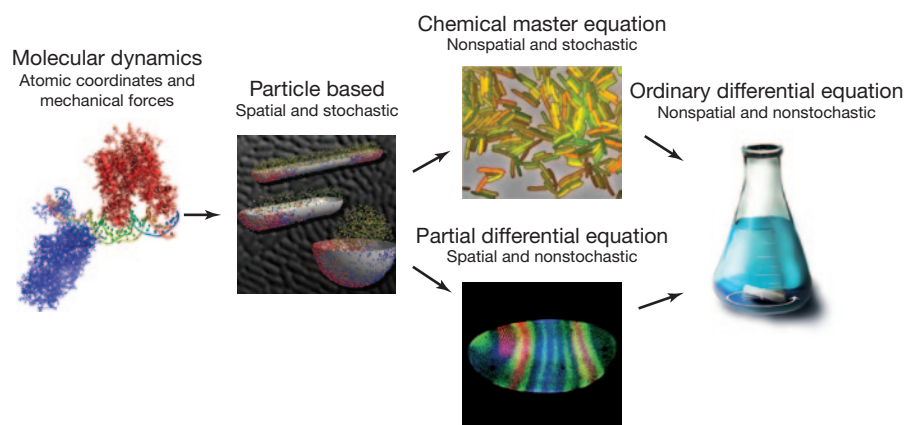 Molecular dynamics
Atomic coordinates and
mechanical forces
Particle based
Spatial and stochastic
Chemical master equation
Nonspatial and stochastic
Partial differential equation
Spatial and nonstochastic
Ordinary differential equation
Nonspatial and nonstochastic